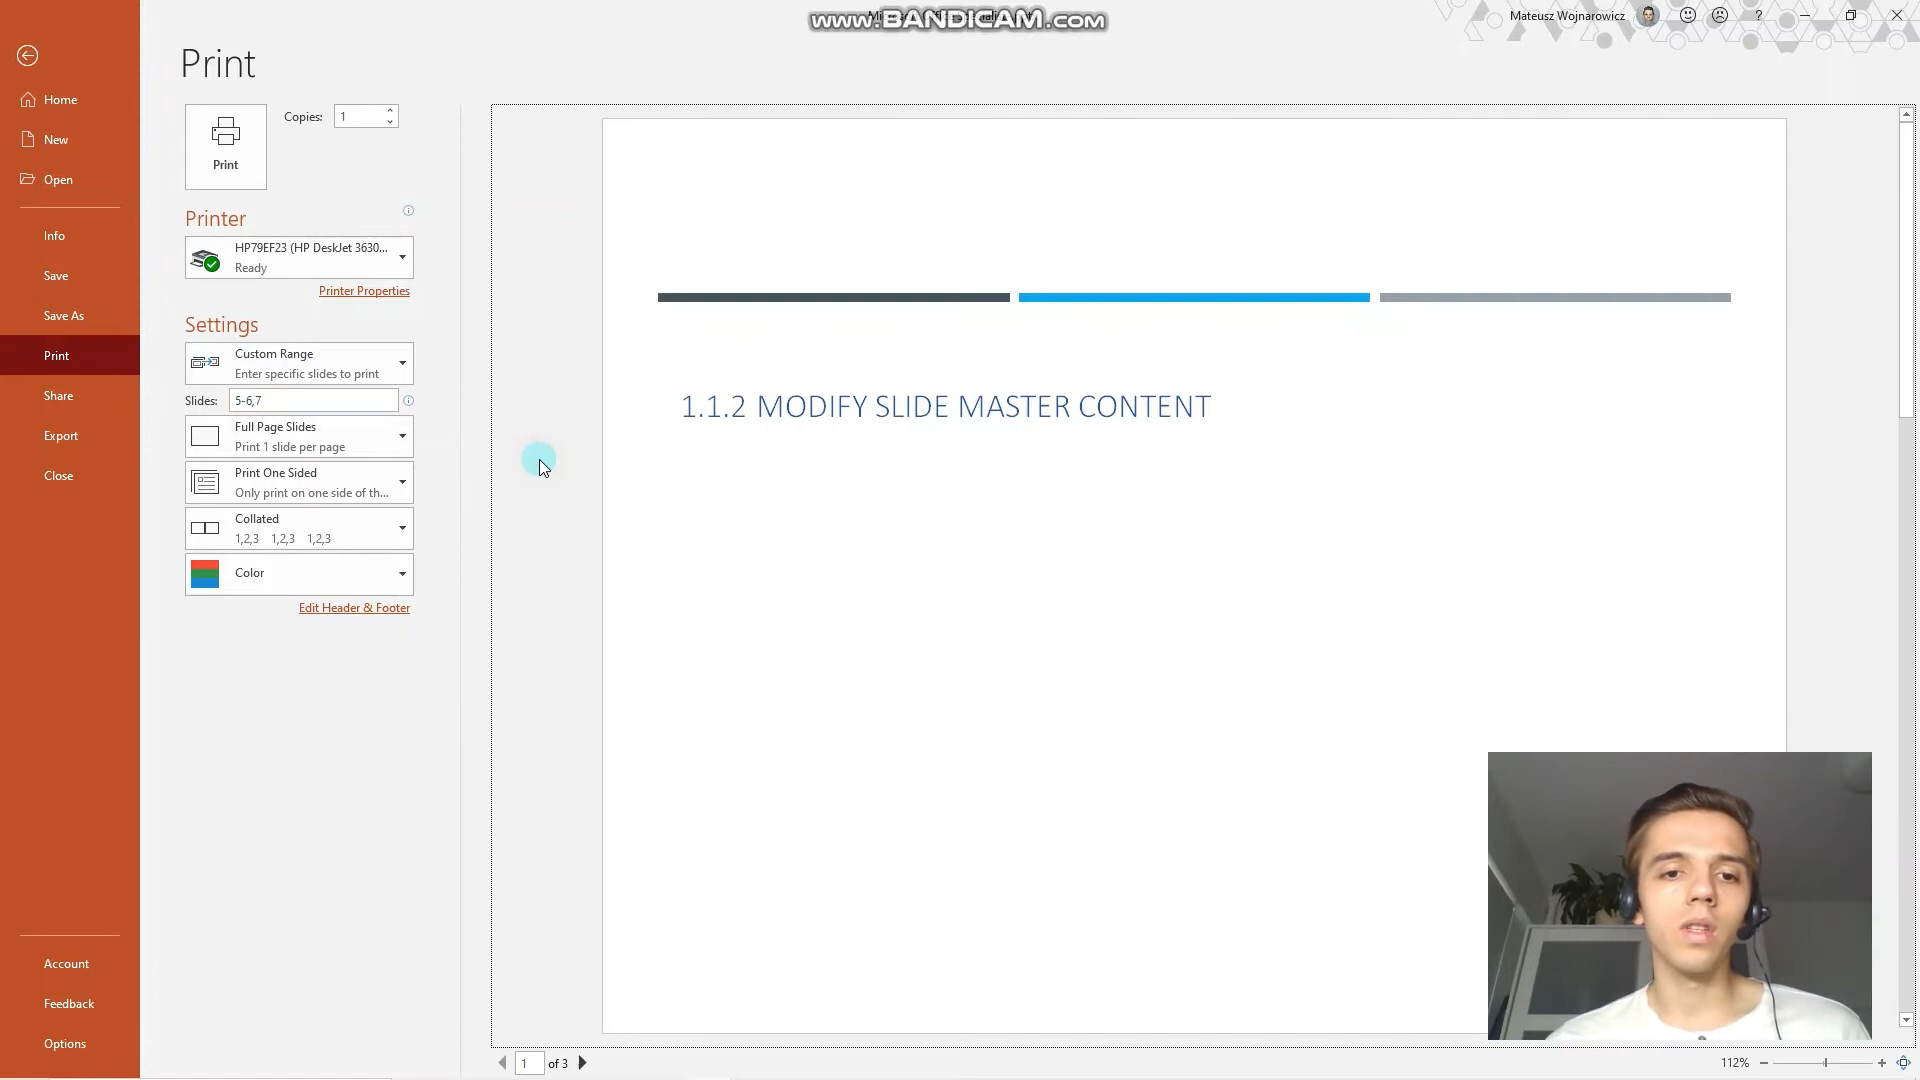 www.BANDICAM.com
Mateusz Wojnarowicz
?
Print
Home
New
Open
Info
Save
Save As
Print
Share
Export
Close
Account
Feedback
Options
Print
Copies: 1
Printer
HP79EF23 (HP DeskJet 3630...
Ready
Printer Properties
Settings
Custom Range
Enter specific slides to print
Slides: 5-6,7
Full Page Slides
Print 1 slide per page
Print One Sided
Only print on one side of th...
Collated
1,2,3 1,2,3 1,2,3
Color
Edit Header & Footer
1.1.2 MODIFY SLIDE MASTER CONTENT
1 of 3
112%